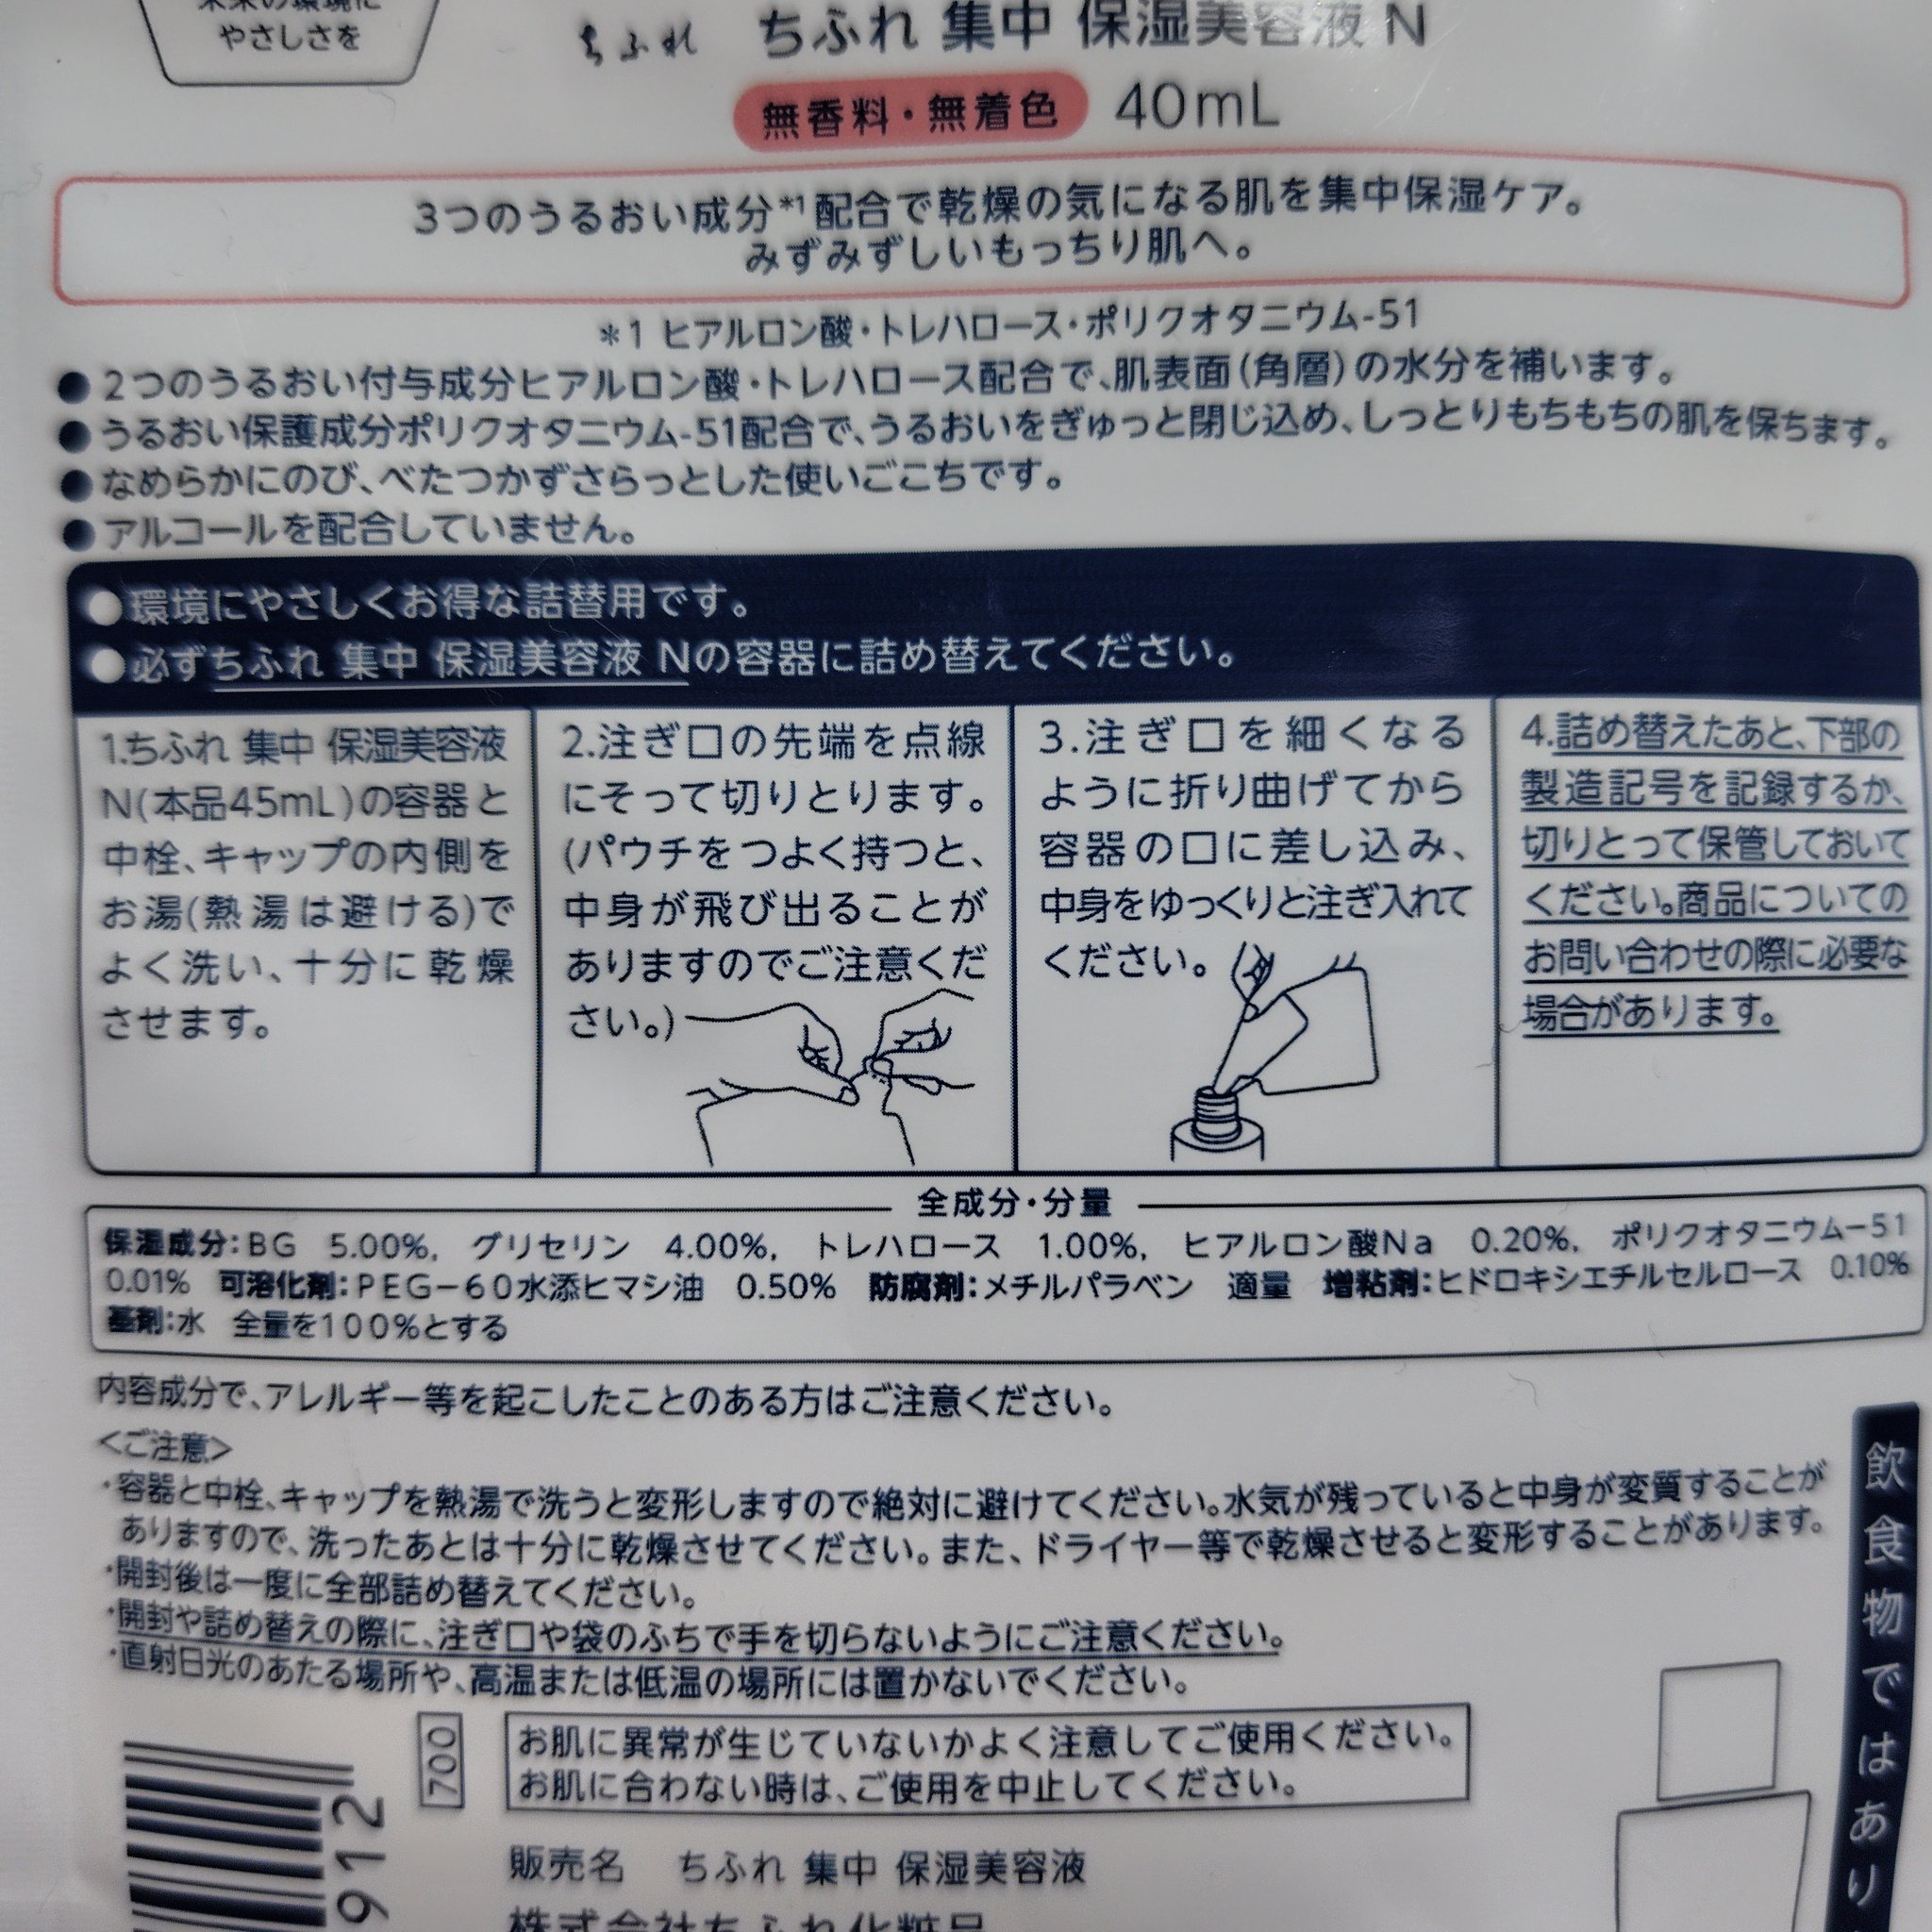 やさしさを
ちふれ ちふれ 集中 保湿美容液 N
無香料・無着色 40mL
3つのうるおい成分*1配合で乾燥の気になる肌を集中保湿ケア。
みずみずしいもっちり肌へ。
*1 ヒアルロン酸・トレハロース・ポリクオタニウム-51
●2つのうるおい付与成分ヒアルロン酸・トレハロース配合で、肌表面(角層)の水分を補います。
●うるおい保護成分ポリクオタニウム-51配合で、うるおいをぎゅっと閉じ込め、しっとりもちもちの肌を保ちます。
●なめらかにのび、べたつかずさらっとした使いごこちです。
●アルコールを配合していません。
●環境にやさしくお得な詰替用です。
●必ずちふれ 集中 保湿美容液 Nの容器に詰め替えてください。
1.ちふれ 集中 保湿美容液
N(本品45mL)の容器と
中栓、キャップの内側を
お湯(熱湯は避ける)で
よく洗い、十分に乾燥
させます。
2.注ぎ口の先端を点線
にそって切りとります。
(パウチをつよく持つと、
中身が飛び出ることが
ありますのでご注意くだ
さい。)
3.注ぎ口を細くなる
ように折り曲げてから
容器の口に差し込み、
中身をゆっくりと注ぎ入れて
ください。
4.詰め替えたあと、下部の
製造記号を記録するか、
切りとって保管しておいて
ください。商品についての
お問い合わせの際に必要な
場合があります。
全成分・分量
保湿成分:BG 5.00%, グリセリン 4.00%, トレハロース 1.00%, ヒアルロン酸Na 0.20%, ポリクオタニウム−51
0.01% 可溶化剤:PEG−60水添ヒマシ油 0.50% 防腐剤:メチルパラベン 適量 増粘剤:ヒドロキシエチルセルロース 0.10%
基剤:水 全量を100%とする
内容成分で、アレルギー等を起こしたことのある方はご注意ください。
<ご注意>
・容器と中栓、キャップを熱湯で洗うと変形しますので絶対に避けてください。水気が残っていると中身が変質することが
ありますので、洗ったあとは十分に乾燥させてください。また、ドライヤー等で乾燥させると変形することがあります。
・開封後は一度に全部詰め替えてください。
・開封や詰め替えの際に、注ぎ口や袋のふちで手を切らないようにご注意ください。
・直射日光のあたる場所や、高温または低温の場所には置かないでください。
飲食物ではあり
700
お肌に異常が生じていないかよく注意してご使用ください。
お肌に合わない時は、ご使用を中止してください。
912
販売名 ちふれ 集中 保湿美容液
株式会社ちふれ化粧品